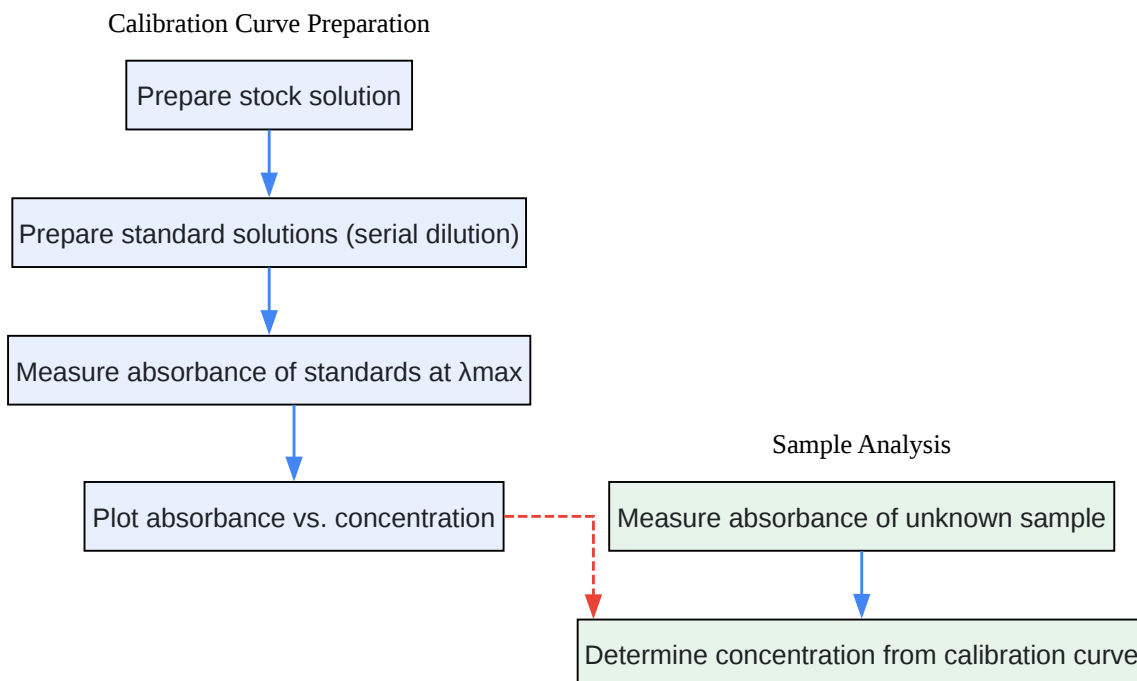 Calibration Curve Preparation
Prepare stock solution
Prepare standard solutions (serial dilution)
Measure absorbance of standards at λmax
Plot absorbance vs. concentration
Sample Analysis
Measure absorbance of unknown sample
Determine concentration from calibration curve